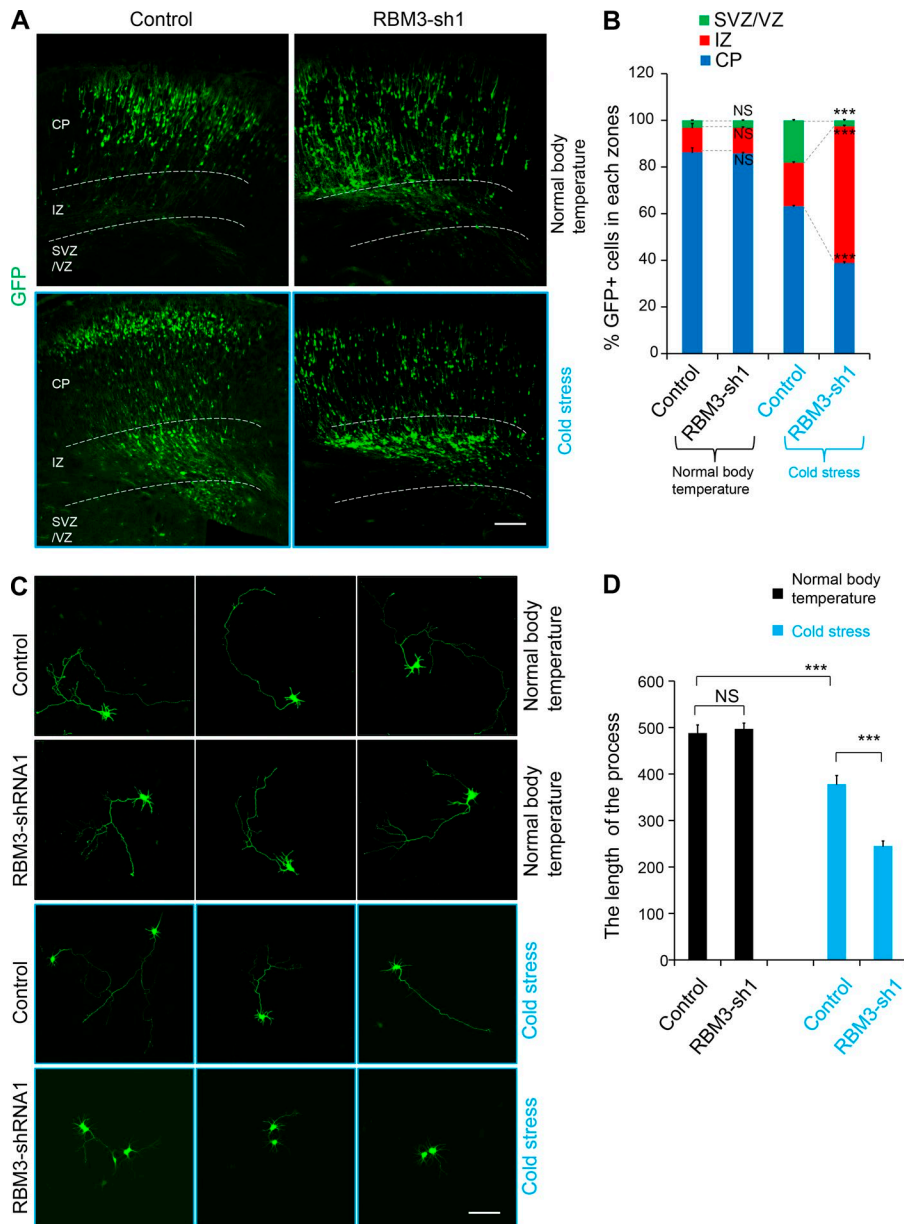 A
Control
RBM3-sh1
GFP
CP
IZ
SVZ
/VZ
Normal body
temperature
CP
IZ
SVZ
/VZ
Cold stress
B
SVZ/VZ
IZ
CP
% GFP+ cells in each zones
120
100
80
60
40
20
0
NS
NS
NS
***
***
***
Control
RBM3-sh1
Control
RBM3-sh1
Normal body
temperature
Cold stress
C
Control
Normal body
temperature
RBM3-shRNA1
Normal body
temperature
Control
Cold stress
RBM3-shRNA1
Cold stress
D
Normal body
temperature
Cold stress
The length of the process
600
500
400
300
200
100
0
NS
***
***
Control
RBM3-sh1
Control
RBM3-sh1